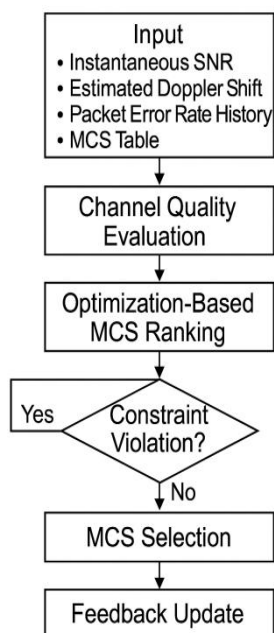 Input
• Instantaneous SNR
• Estimated Doppler Shift
• Packet Error Rate History
• MCS Table
Channel Quality
Evaluation
Optimization-Based
MCS Ranking
Constraint
Violation?
Yes
No
MCS Selection
Feedback Update